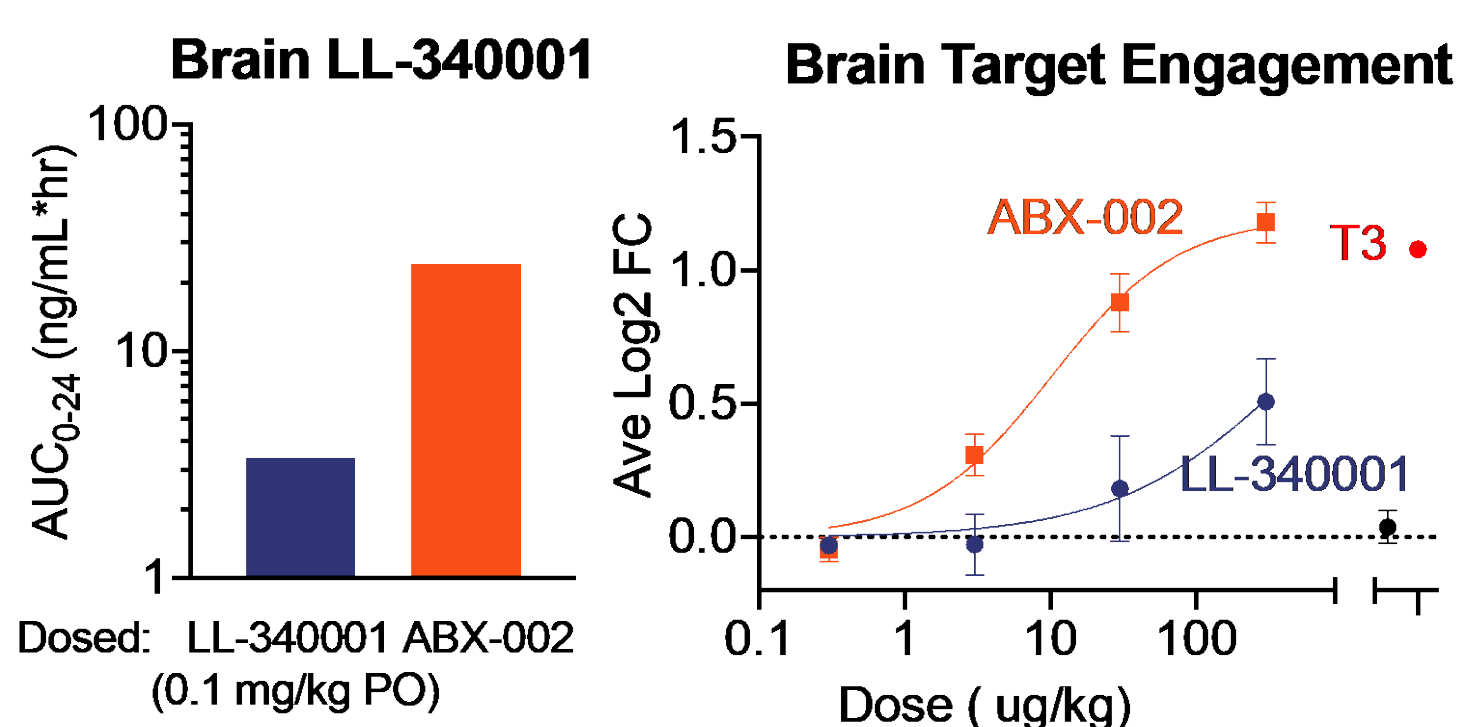 Brain LL-340001
100
10
1
AUC0-24 (ng/mL*hr)
Dosed: LL-340001 ABX-002
(0.1 mg/kg PO)
Brain Target Engagement
1.5
1.0
0.5
0.0
Ave Log2 FC
ABX-002
T3
LL-340001
0.1 1 10 100
Dose ( ug/kg)